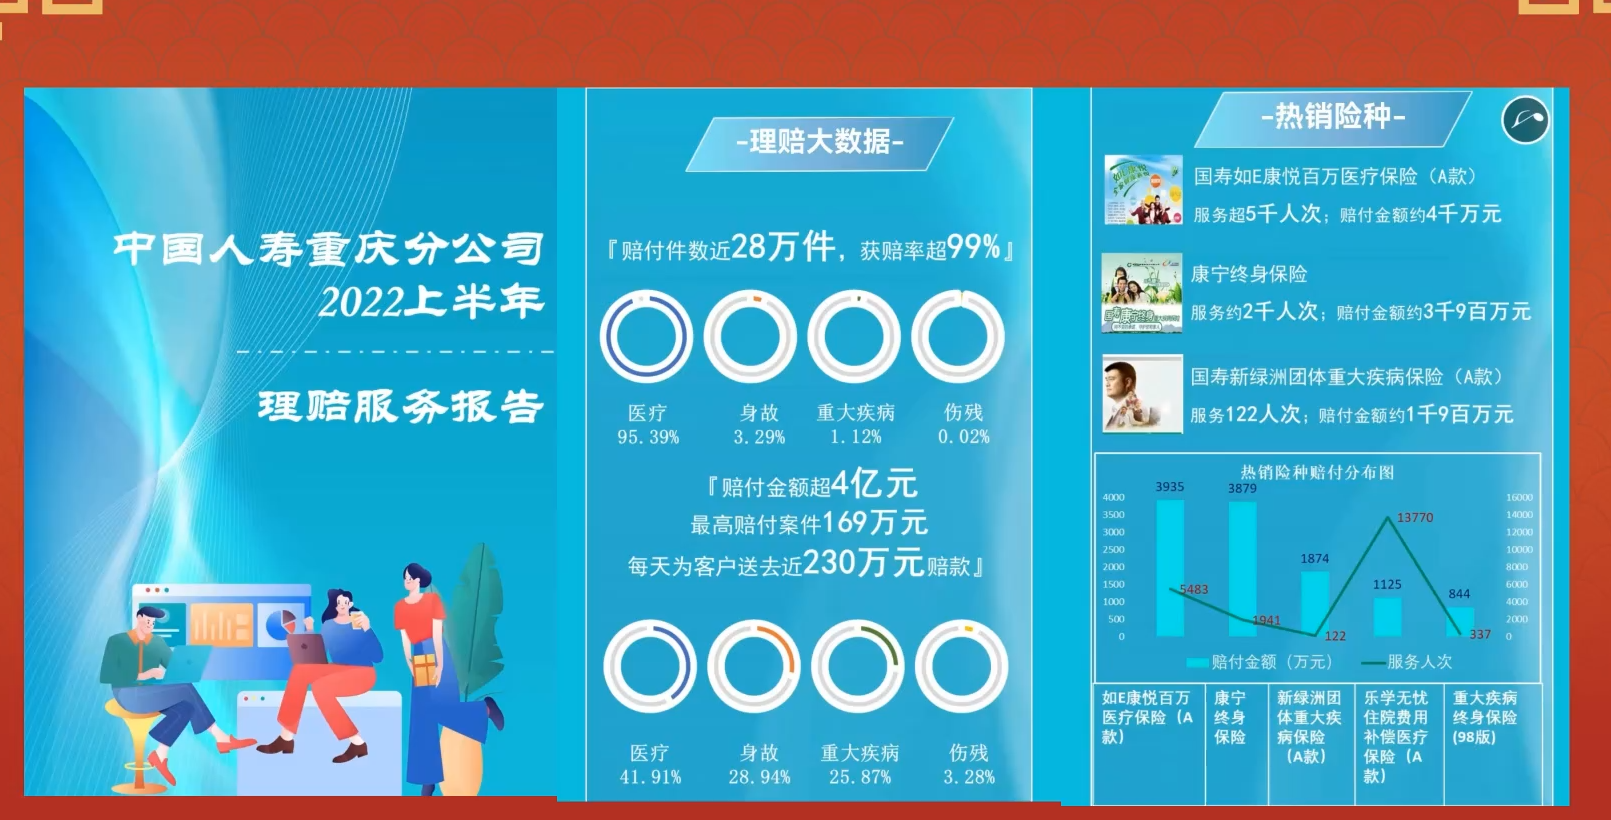 中国人寿重庆分公司
2022上半年
理赔服务报告
-理赔大数据-
『赔付件数近28万件，获赔率超99%』
医疗 身故 重大疾病 伤残
95.39% 3.29% 1.12% 0.02%
『赔付金额超4亿元
最高赔付案件169万元
每天为客户送去近230万元赔款』
医疗 身故 重大疾病 伤残
41.91% 28.94% 25.87% 3.28%
-热销险种-
国寿如E康悦百万医疗保险（A款）
服务超5千人次；赔付金额约4千万元
康宁终身保险
服务约2千人次；赔付金额约3千9百万元
国寿新绿洲团体重大疾病保险（A款）
服务122人次；赔付金额约1千9百万元
热销险种赔付分布图
4000
3500
3000
2500
2000
1500
1000
500
0
3935
3879
1874
1125
844
5483
1941
122
13770
337
16000
14000
12000
10000
8000
6000
4000
2000
0
赔付金额（万元） 服务人次
如E康悦百万
医疗保险（A
款）
康宁
终身
保险
新绿洲团
体重大疾
病保险
（A款）
乐学无忧
住院费用
补偿医疗
保险（A
款）
重大疾病
终身保险
(98版)